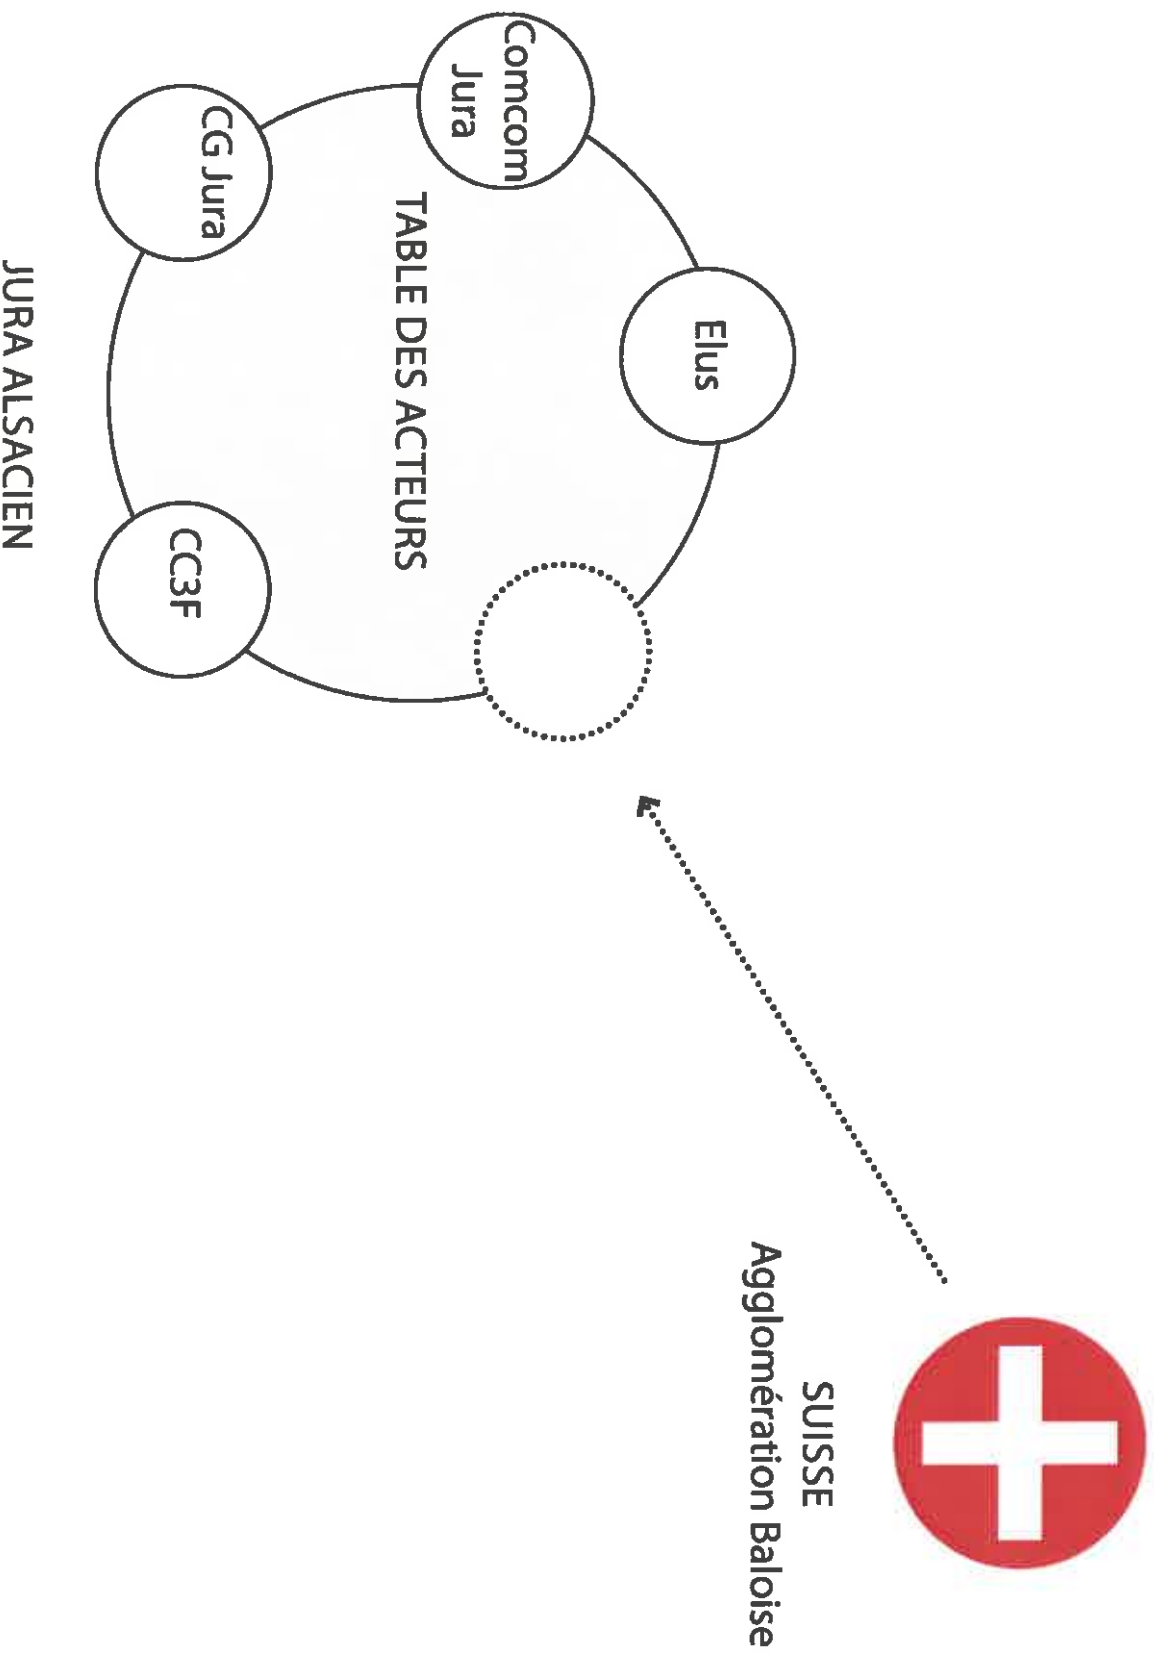 SUISSE
Agglomération Baloise
Elus
Comcom
Jura
TABLE DES ACTEURS
CG Jura
CC3F
JURA ALSACIEN